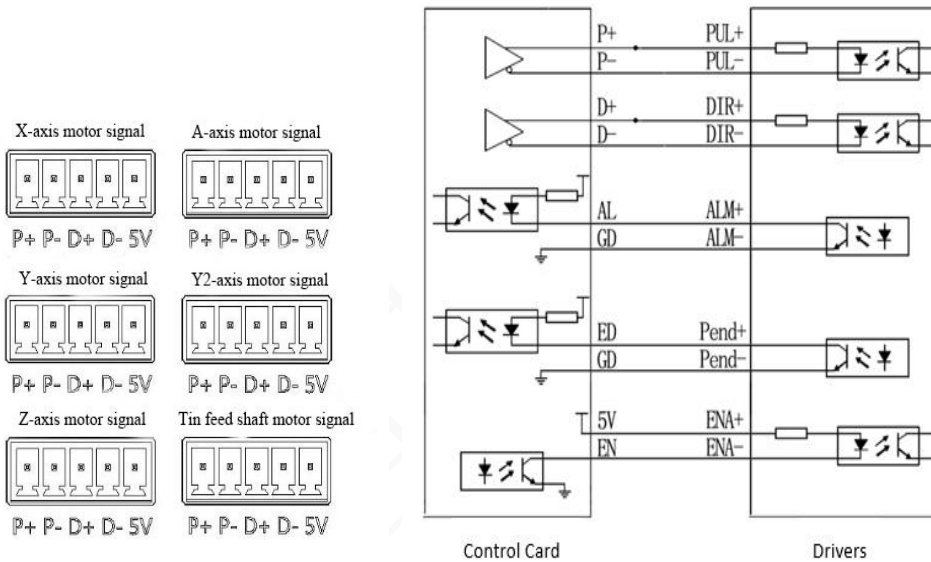 X-axis motor signal
P+ P- D+ D- 5V
A-axis motor signal
P+ P- D+ D- 5V
Y-axis motor signal
P+ P- D+ D- 5V
Y2-axis motor signal
P+ P- D+ D- 5V
Z-axis motor signal
P+ P- D+ D- 5V
Tin feed shaft motor signal
P+ P- D+ D- 5V
P+ PUL+
P- PUL-
D+ DIR+
D- DIR-
AL ALM+
GD ALM-
ED Pend+
GD Pend-
5V ENA+
EN ENA-
Control Card
Drivers